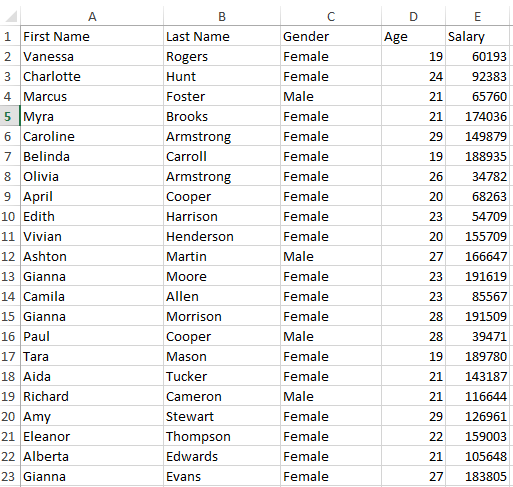 A B C D E
1 First Name Last Name Gender Age Salary
2 Vanessa Rogers Female 19 60193
3 Charlotte Hunt Female 24 92383
4 Marcus Foster Male 21 65760
5 Myra Brooks Female 21 174036
6 Caroline Armstrong Female 29 149879
7 Belinda Carroll Female 19 188935
8 Olivia Armstrong Female 26 34782
9 April Cooper Female 20 68263
10 Edith Harrison Female 23 54709
11 Vivian Henderson Female 20 155709
12 Ashton Martin Male 27 166647
13 Gianna Moore Female 23 191619
14 Camila Allen Female 23 85567
15 Gianna Morrison Female 28 191509
16 Paul Cooper Male 28 39471
17 Tara Mason Female 19 189780
18 Aida Tucker Female 21 143187
19 Richard Cameron Male 21 116644
20 Amy Stewart Female 29 126961
21 Eleanor Thompson Female 22 159003
22 Alberta Edwards Female 21 105648
23 Gianna Evans Female 27 183805